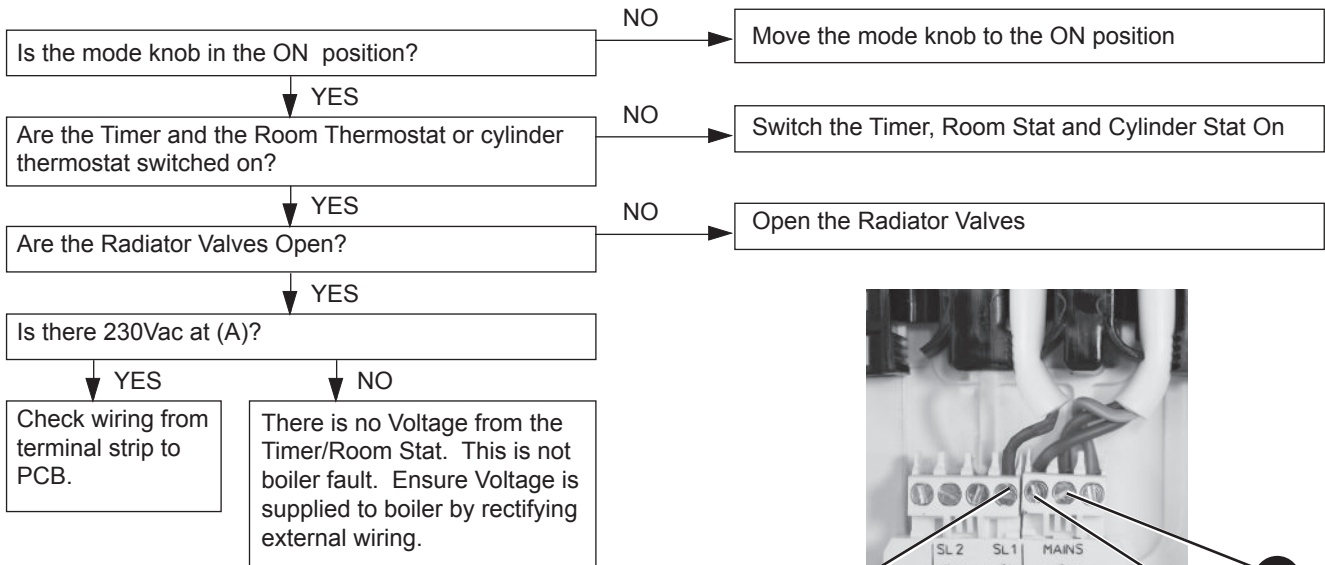 NO
Is the mode knob in the ON position?
Move the mode knob to the ON position
YES
NO
Are the Timer and the Room Thermostat or cylinder
thermostat switched on?
Switch the Timer, Room Stat and Cylinder Stat On
YES
NO
Are the Radiator Valves Open?
Open the Radiator Valves
YES
Is there 230Vac at (A)?
YES
NO
Check wiring from
terminal strip to
PCB.
There is no Voltage from the
Timer/Room Stat. This is not
boiler fault. Ensure Voltage is
supplied to boiler by rectifying
external wiring.
SL 2 SL 1 MAINS